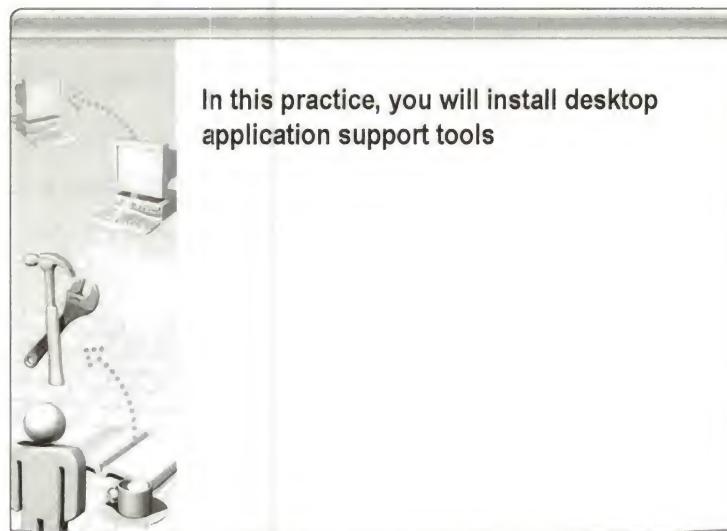 In this practice, you will install desktop
application support tools